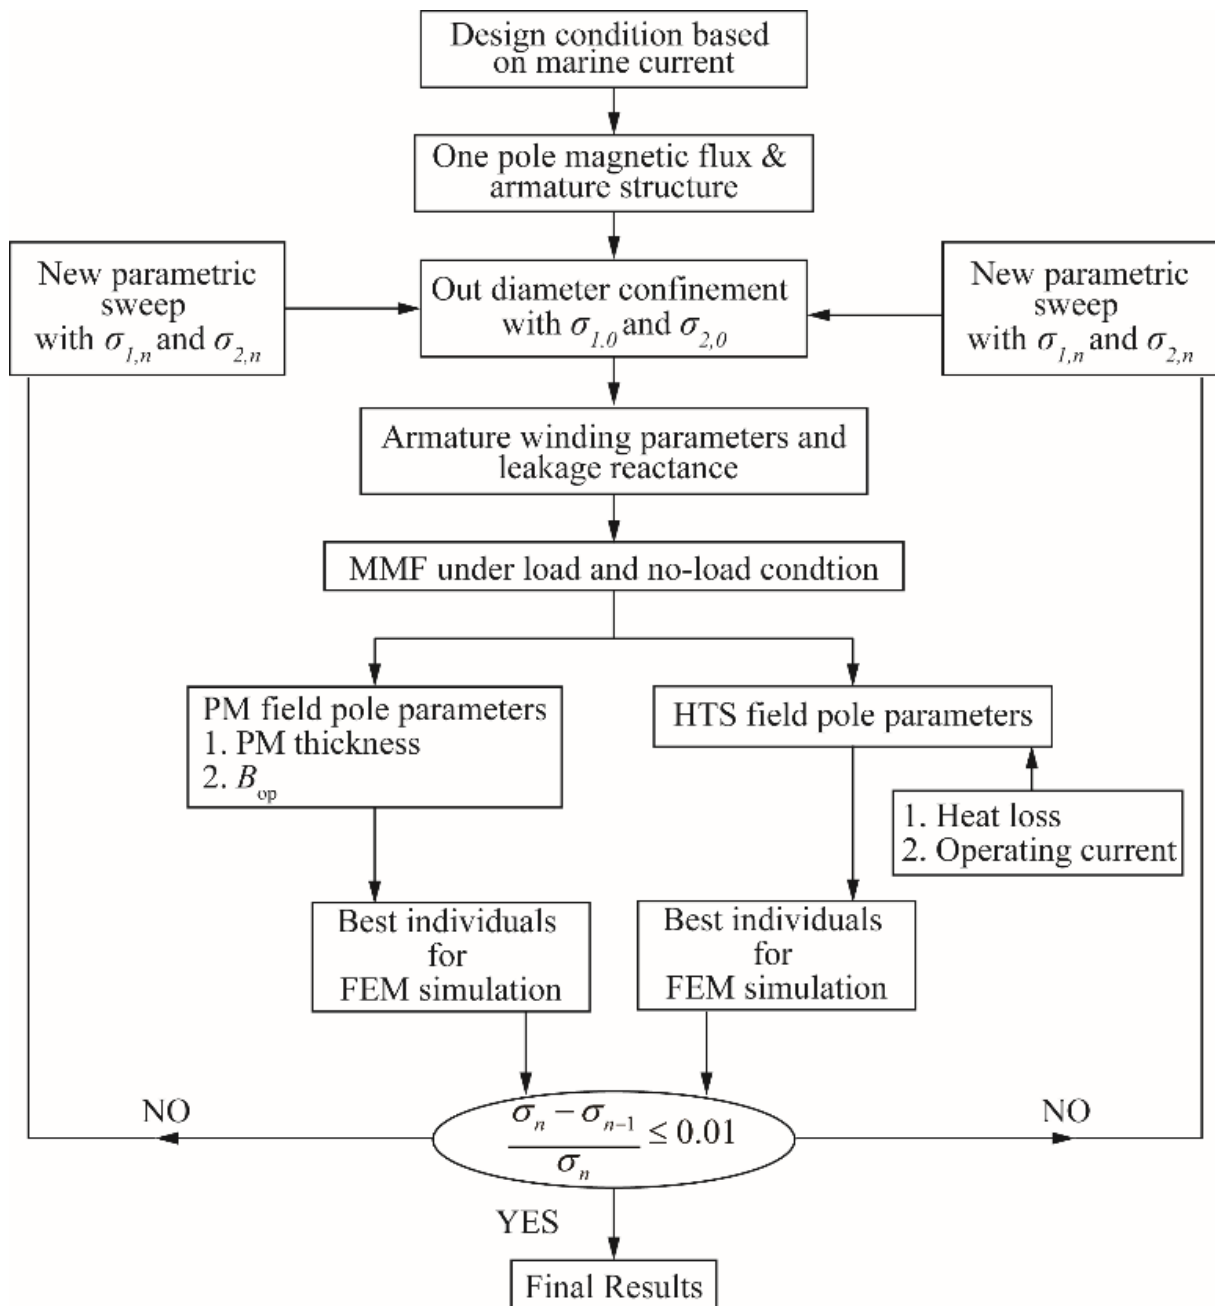 Design condition based
on marine current
One pole magnetic flux &
armature structure
New parametric
sweep
with σ1,n and σ2,n
Out diameter confinement
with σ1.0 and σ2,0
New parametric
sweep
with σ1,n and σ2,n
Armature winding parameters and
leakage reactance
MMF under load and no-load condtion
PM field pole parameters
1. PM thickness
2. Bop
HTS field pole parameters
1. Heat loss
2. Operating current
Best individuals
for
FEM simulation
Best individuals
for
FEM simulation
NO
σn − σn−1
σn
≤ 0.01
NO
YES
Final Results